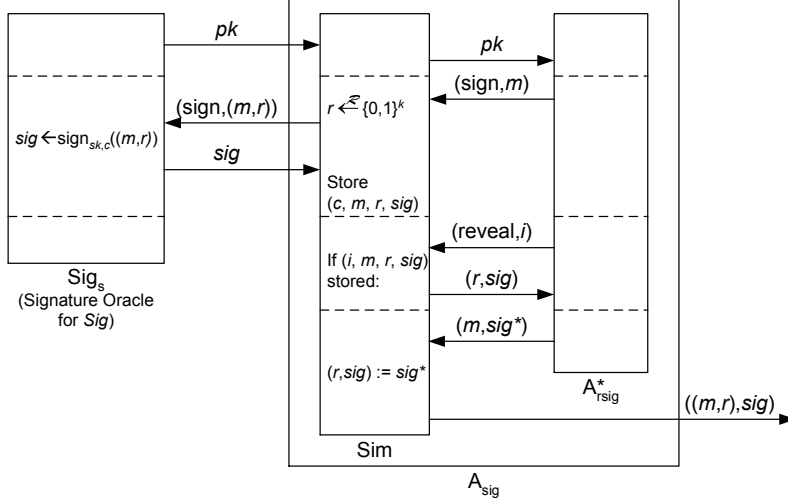 pk
pk
(sign,m)
(sign,(m,r))
r ←ℛ {0,1}ᵏ
sig←sign_sk,c((m,r))
sig
Store
(c, m, r, sig)
(reveal,i)
If (i, m, r, sig)
stored:
(r,sig)
Sig_s
(Signature Oracle
for Sig)
(m,sig*)
(r,sig) := sig*
A*_rsig
((m,r),sig)
Sim
A_sig